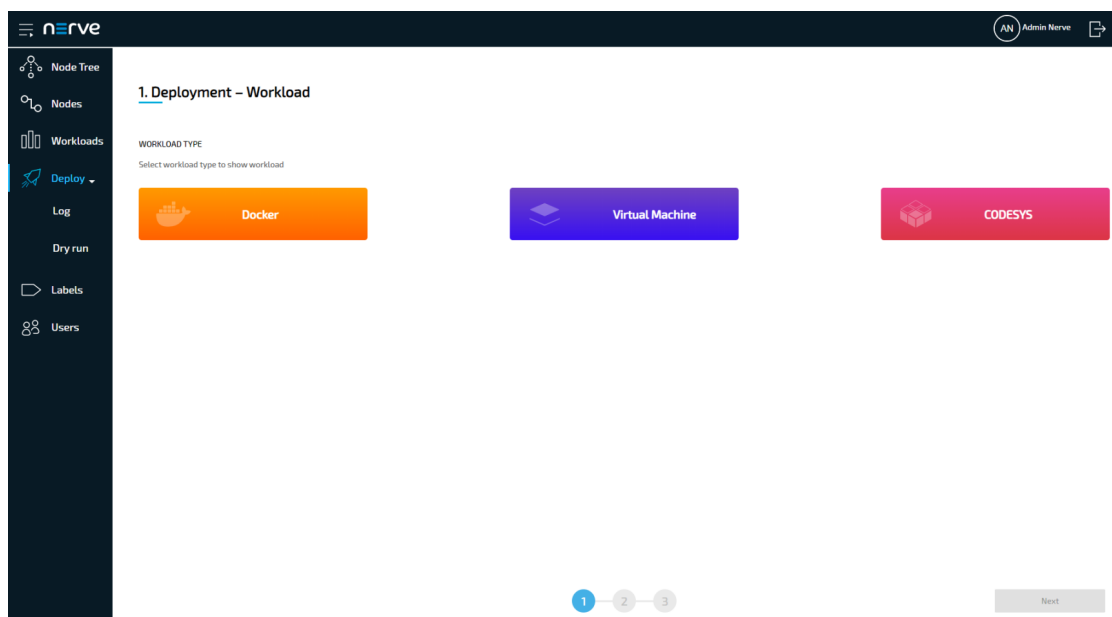 nerve
AN Admin Nerve
Node Tree
Nodes
Workloads
Deploy
Log
Dry run
Labels
Users
1. Deployment – Workload
WORKLOAD TYPE
Select workload type to show workload
Docker
Virtual Machine
CODESYS
1 2 3
Next